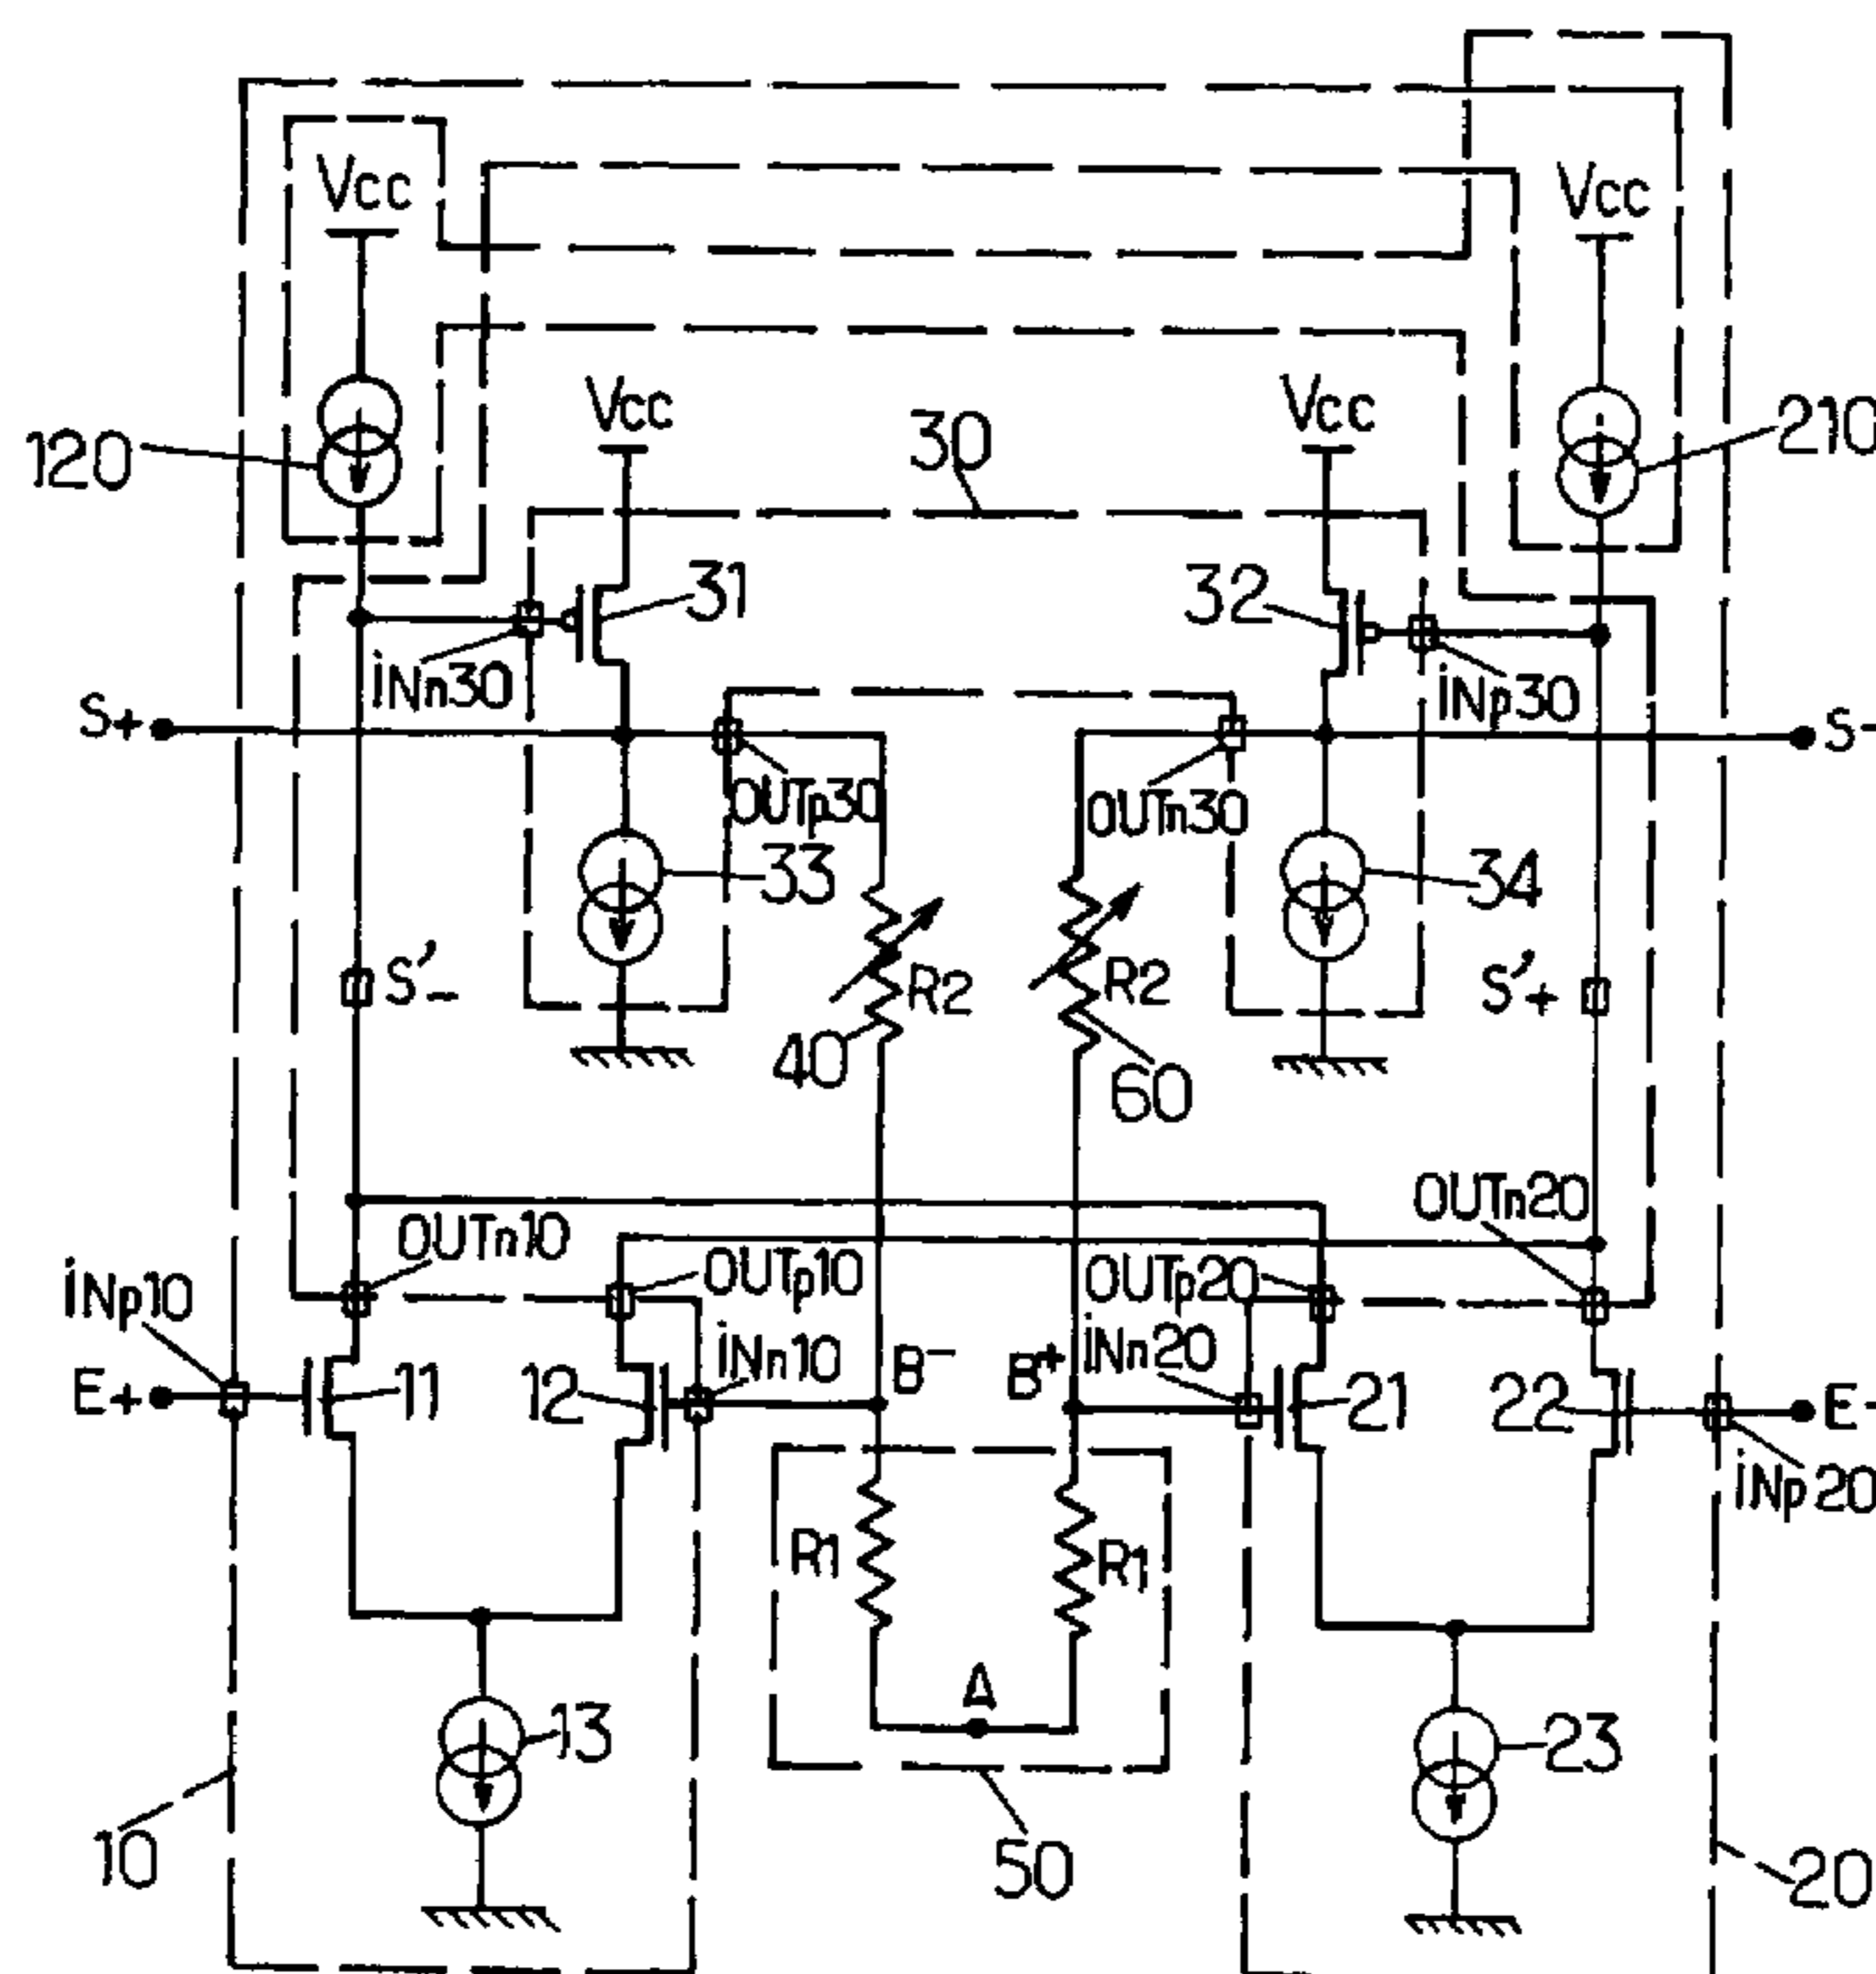 Vcc
Vcc
Vcc
Vcc
120
30
210
31
32
iNn30
iNp30
S+
S-
OUTp30
OUTn30
33
34
S'-
R2
R2
S'+
40
60
OUTn10
OUTp10
OUTp20
OUTn20
iNp10
iNn10
B-
B+
iNn20
E+
11
12
21
22
E-
iNp20
R1
R1
A
13
23
10
50
20